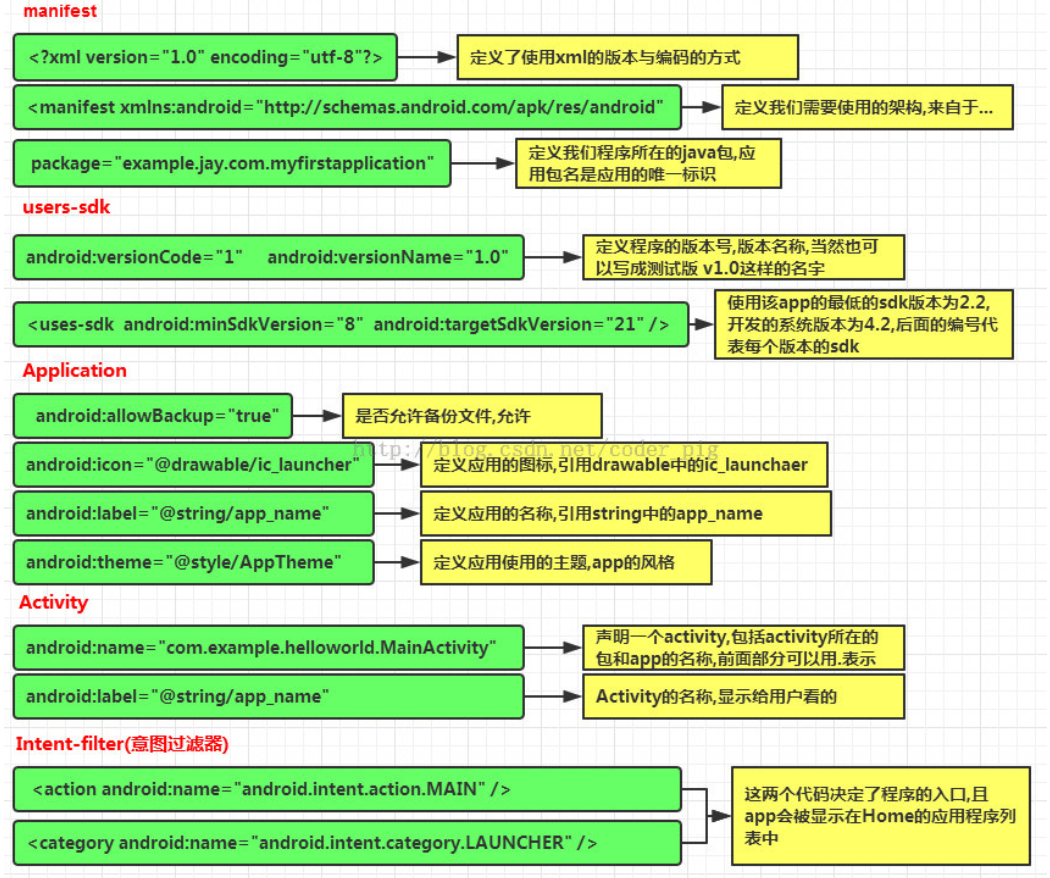 manifest
<?xml version="1.0" encoding="utf-8"?>
定义了使用xml的版本与编码的方式
<manifest xmlns:android="http://schemas.android.com/apk/res/android"
定义我们需要使用的架构,来自于...
package="example.jay.com.myfirstapplication"
定义我们程序所在的java包,应
用包名是应用的唯一标识
users-sdk
android:versionCode="1" android:versionName="1.0"
定义程序的版本号,版本名称,当然也可
以写成测试版 v1.0这样的名字
<uses-sdk android:minSdkVersion="8" android:targetSdkVersion="21" />
使用该app的最低的sdk版本为2.2,
开发的系统版本为4.2,后面的编号代
表每个版本的sdk
Application
android:allowBackup="true"
是否允许备份文件,允许
http://blog.csdn.net/coder_pig
android:icon="@drawable/ic_launcher"
定义应用的图标,引用drawable中的ic_launchaer
android:label="@string/app_name"
定义应用的名称,引用string中的app_name
android:theme="@style/AppTheme"
定义应用使用的主题,app的风格
Activity
android:name="com.example.helloworld.MainActivity"
声明一个activity,包括activity所在的
包和app的名称,前面部分可以用.表示
android:label="@string/app_name"
Activity的名称,显示给用户看的
Intent-filter(意图过滤器)
<action android:name="android.intent.action.MAIN" />
<category android:name="android.intent.category.LAUNCHER" />
这两个代码决定了程序的入口,且
app会被显示在Home的应用程序列
表中